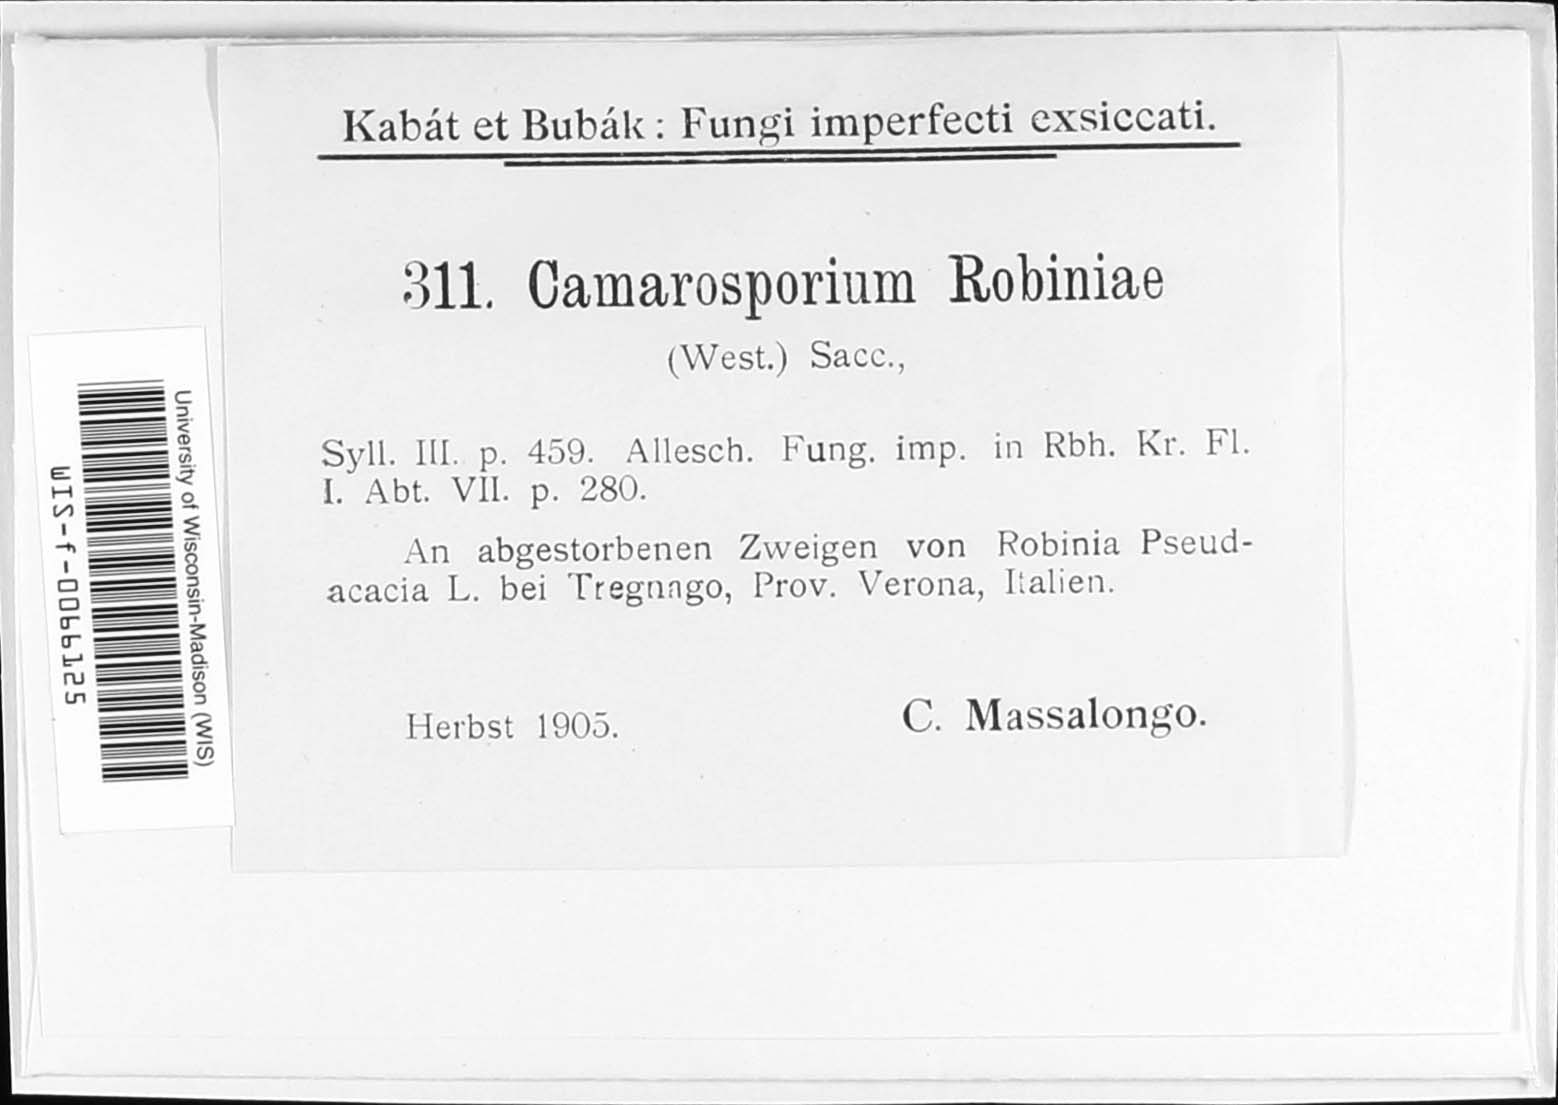 Kabát et Bubák: Fungi imperfecti exsiccati.
311. Camarosporium Robiniae
(West.) Sacc.,
Syll. III. p. 459. Allesch. Fung. imp. in Rbh. Kr. Fl.
I. Abt. VII. p. 280.
An abgestorbenen Zweigen von Robinia Pseud-
acacia L. bei Tregnago, Prov. Verona, Italien.
Herbst 1905.
C. Massalongo.
University of Wisconsin-Madison (WIS)
WIS-f-0066125